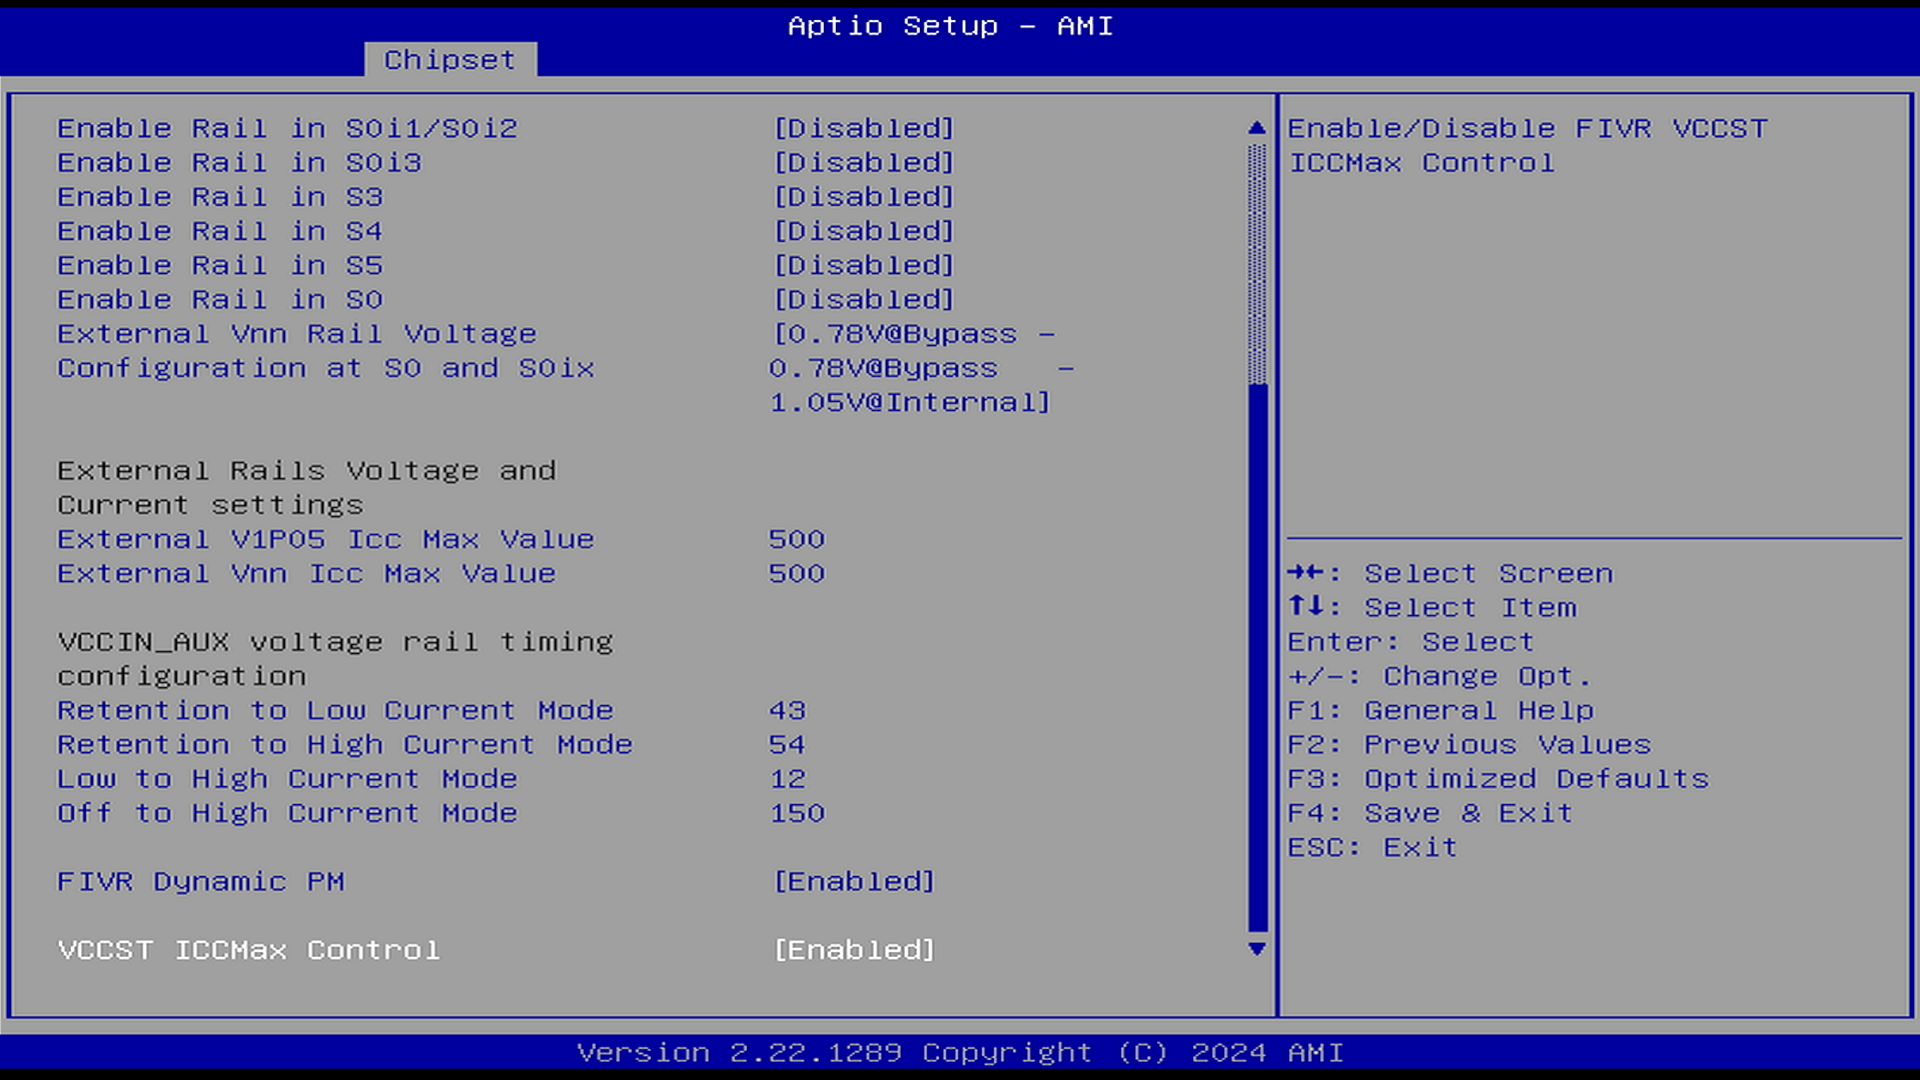 Aptio Setup - AMI
Chipset
Enable Rail in S0i1/S0i2 [Disabled]
Enable Rail in S0i3 [Disabled]
Enable Rail in S3 [Disabled]
Enable Rail in S4 [Disabled]
Enable Rail in S5 [Disabled]
Enable Rail in S0 [Disabled]
External Vnn Rail Voltage [0.78V@Bypass -
Configuration at S0 and S0ix 0.78V@Bypass -
1.05V@Internal]
External Rails Voltage and
Current settings
External V1P05 Icc Max Value 500
External Vnn Icc Max Value 500
VCCIN_AUX voltage rail timing
configuration
Retention to Low Current Mode 43
Retention to High Current Mode 54
Low to High Current Mode 12
Off to High Current Mode 150
FIVR Dynamic PM [Enabled]
VCCST ICCMax Control [Enabled]
Enable/Disable FIVR VCCST
ICCMax Control
→←: Select Screen
↑↓: Select Item
Enter: Select
+/-: Change Opt.
F1: General Help
F2: Previous Values
F3: Optimized Defaults
F4: Save & Exit
ESC: Exit
Version 2.22.1289 Copyright (C) 2024 AMI